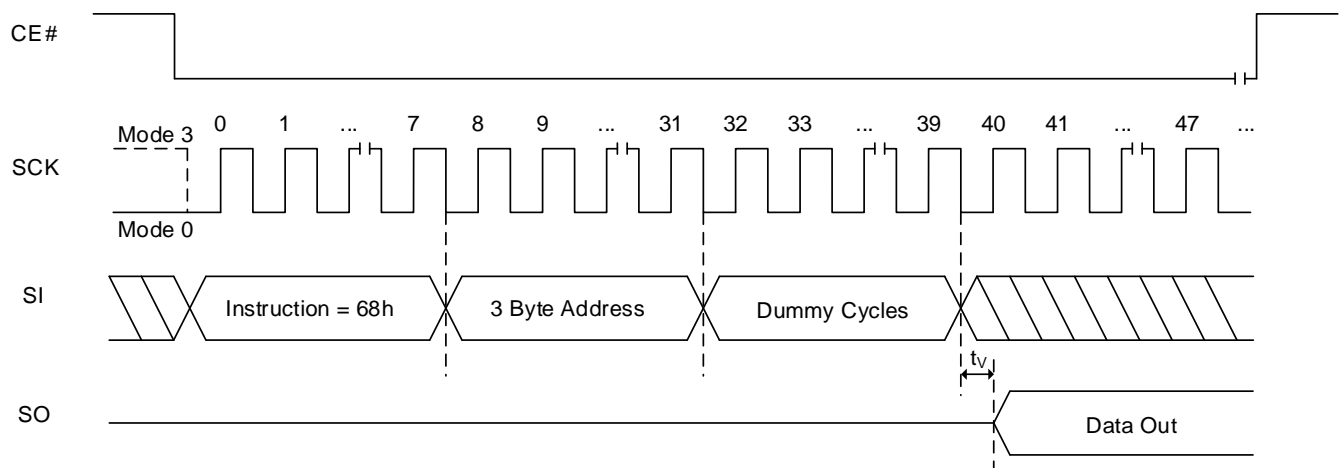 CE#
Mode 3 0 1 ... 7 8 9 ... 31 32 33 ... 39 40 41 ... 47 ...
SCK
Mode 0
SI Instruction = 68h 3 Byte Address Dummy Cycles
tV
SO Data Out